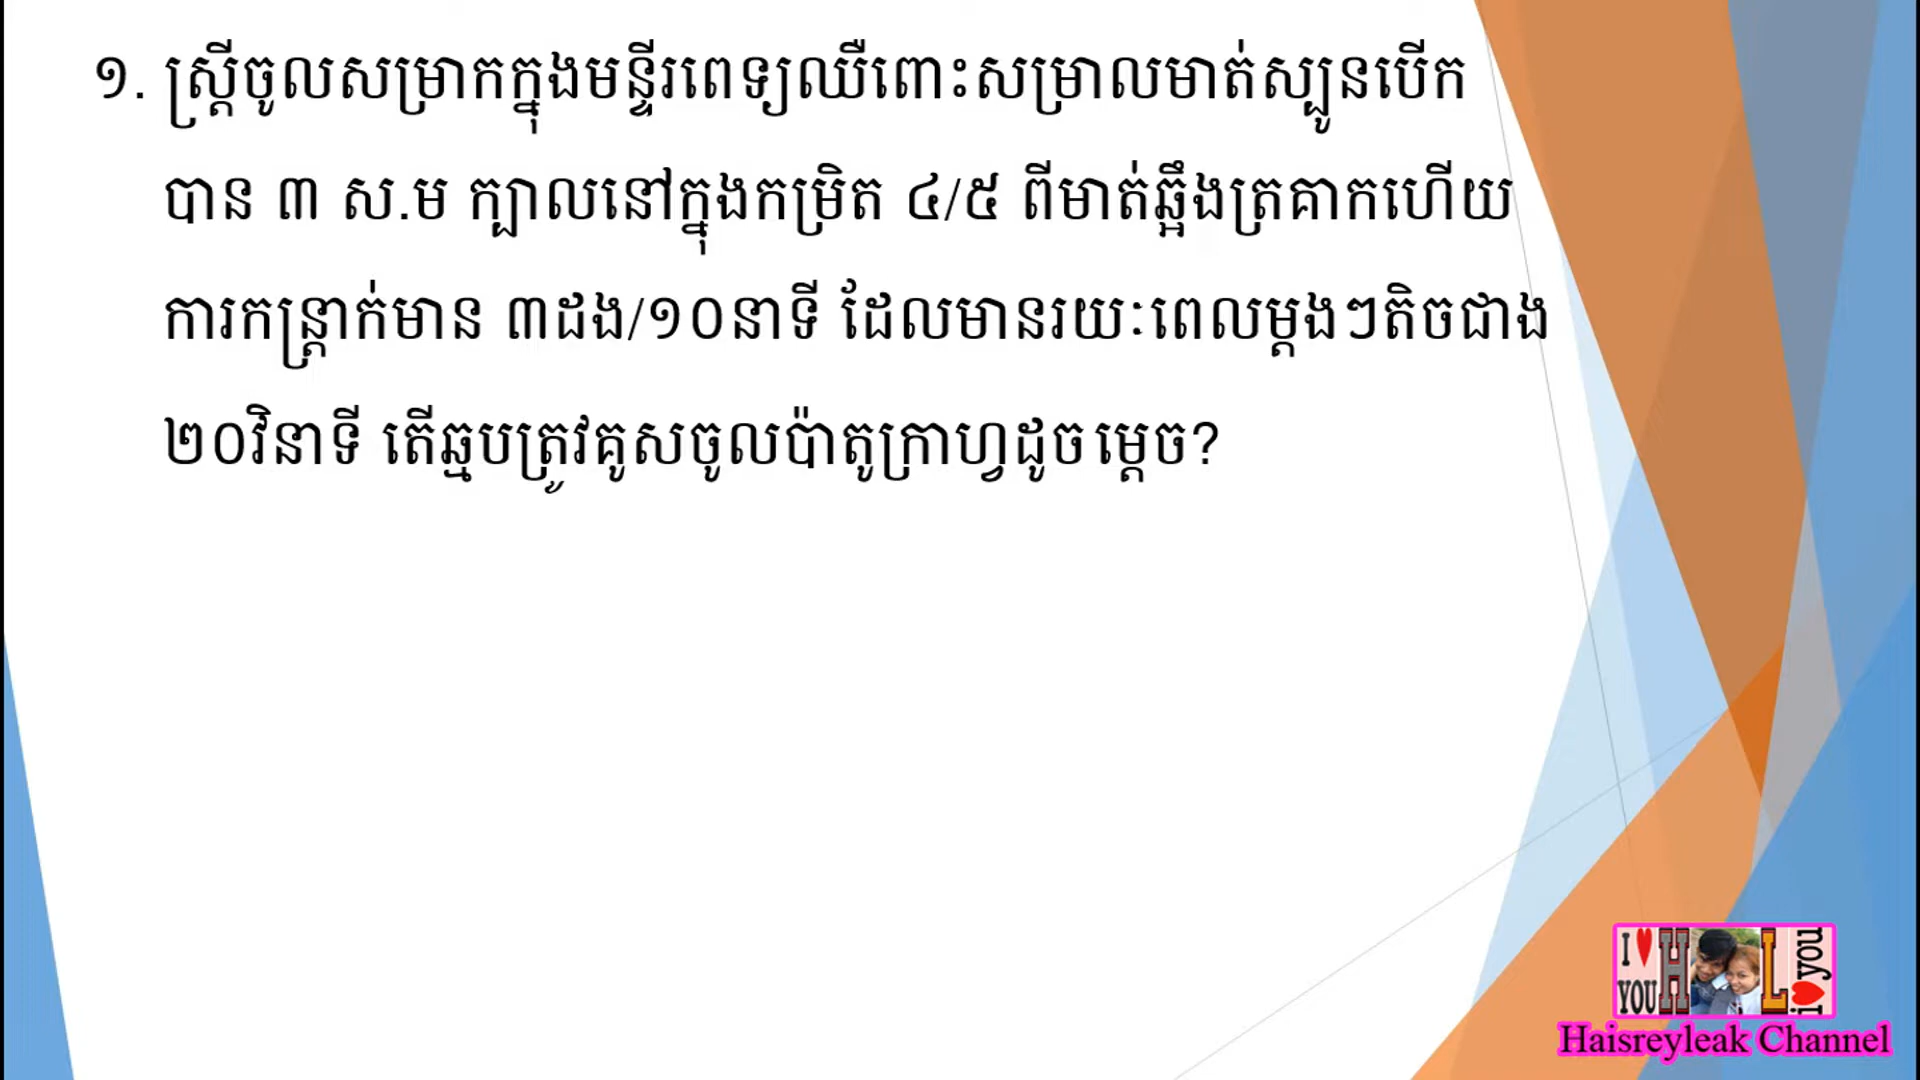 ១. ស្ត្រីចូលសម្រាកក្នុងមន្ទីរពេទ្យឈឺពោះសម្រាលមាត់ស្បូនបើក
បាន ៣ ស.ម ក្បាលនៅក្នុងកម្រិត ៤/៥ ពីមាត់ឆ្អឹងត្រគាកហើយ
ការកន្ត្រាក់មាន ៣ដង/១០នាទី ដែលមានរយៈពេលម្ដងៗតិចជាង
២០វិនាទី តើឆ្មបត្រូវគូសចូលប៉ាតូក្រាហ្វដូចម្ដេច?
I ♥ YOU H L i ♥ you
Haisreyleak Channel